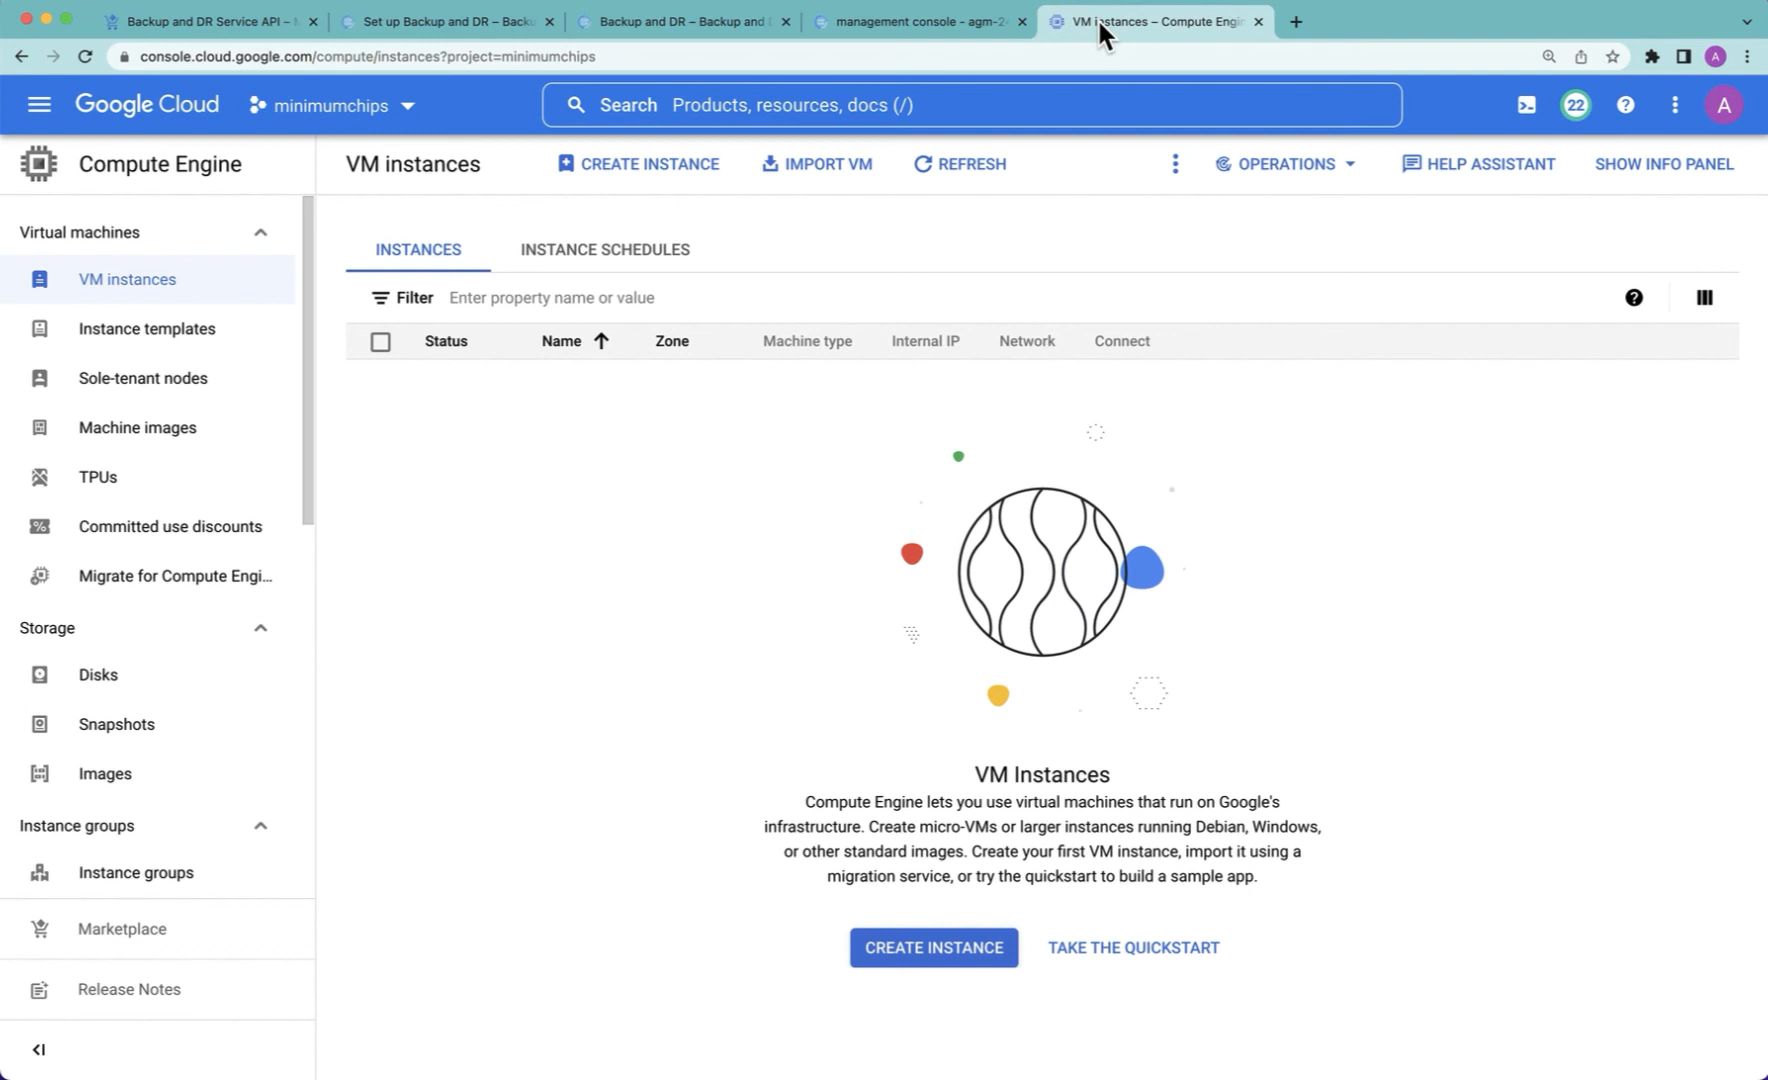 Backup and DR Service API –
Set up Backup and DR – Backu
Backup and DR – Backup and
management console - agm-2
VM instances – Compute Engin
console.cloud.google.com/compute/instances?project=minimumchips
A
Google Cloud
minimumchips
Search Products, resources, docs (/)
22
A
Compute Engine
VM instances
CREATE INSTANCE
IMPORT VM
REFRESH
OPERATIONS
HELP ASSISTANT
SHOW INFO PANEL
Virtual machines
VM instances
Instance templates
Sole-tenant nodes
Machine images
TPUs
Committed use discounts
Migrate for Compute Engi...
Storage
Disks
Snapshots
Images
Instance groups
Instance groups
Marketplace
Release Notes
INSTANCES
INSTANCE SCHEDULES
Filter Enter property name or value
Status Name Zone Machine type Internal IP Network Connect
VM Instances
Compute Engine lets you use virtual machines that run on Google's
infrastructure. Create micro-VMs or larger instances running Debian, Windows,
or other standard images. Create your first VM instance, import it using a
migration service, or try the quickstart to build a sample app.
CREATE INSTANCE
TAKE THE QUICKSTART